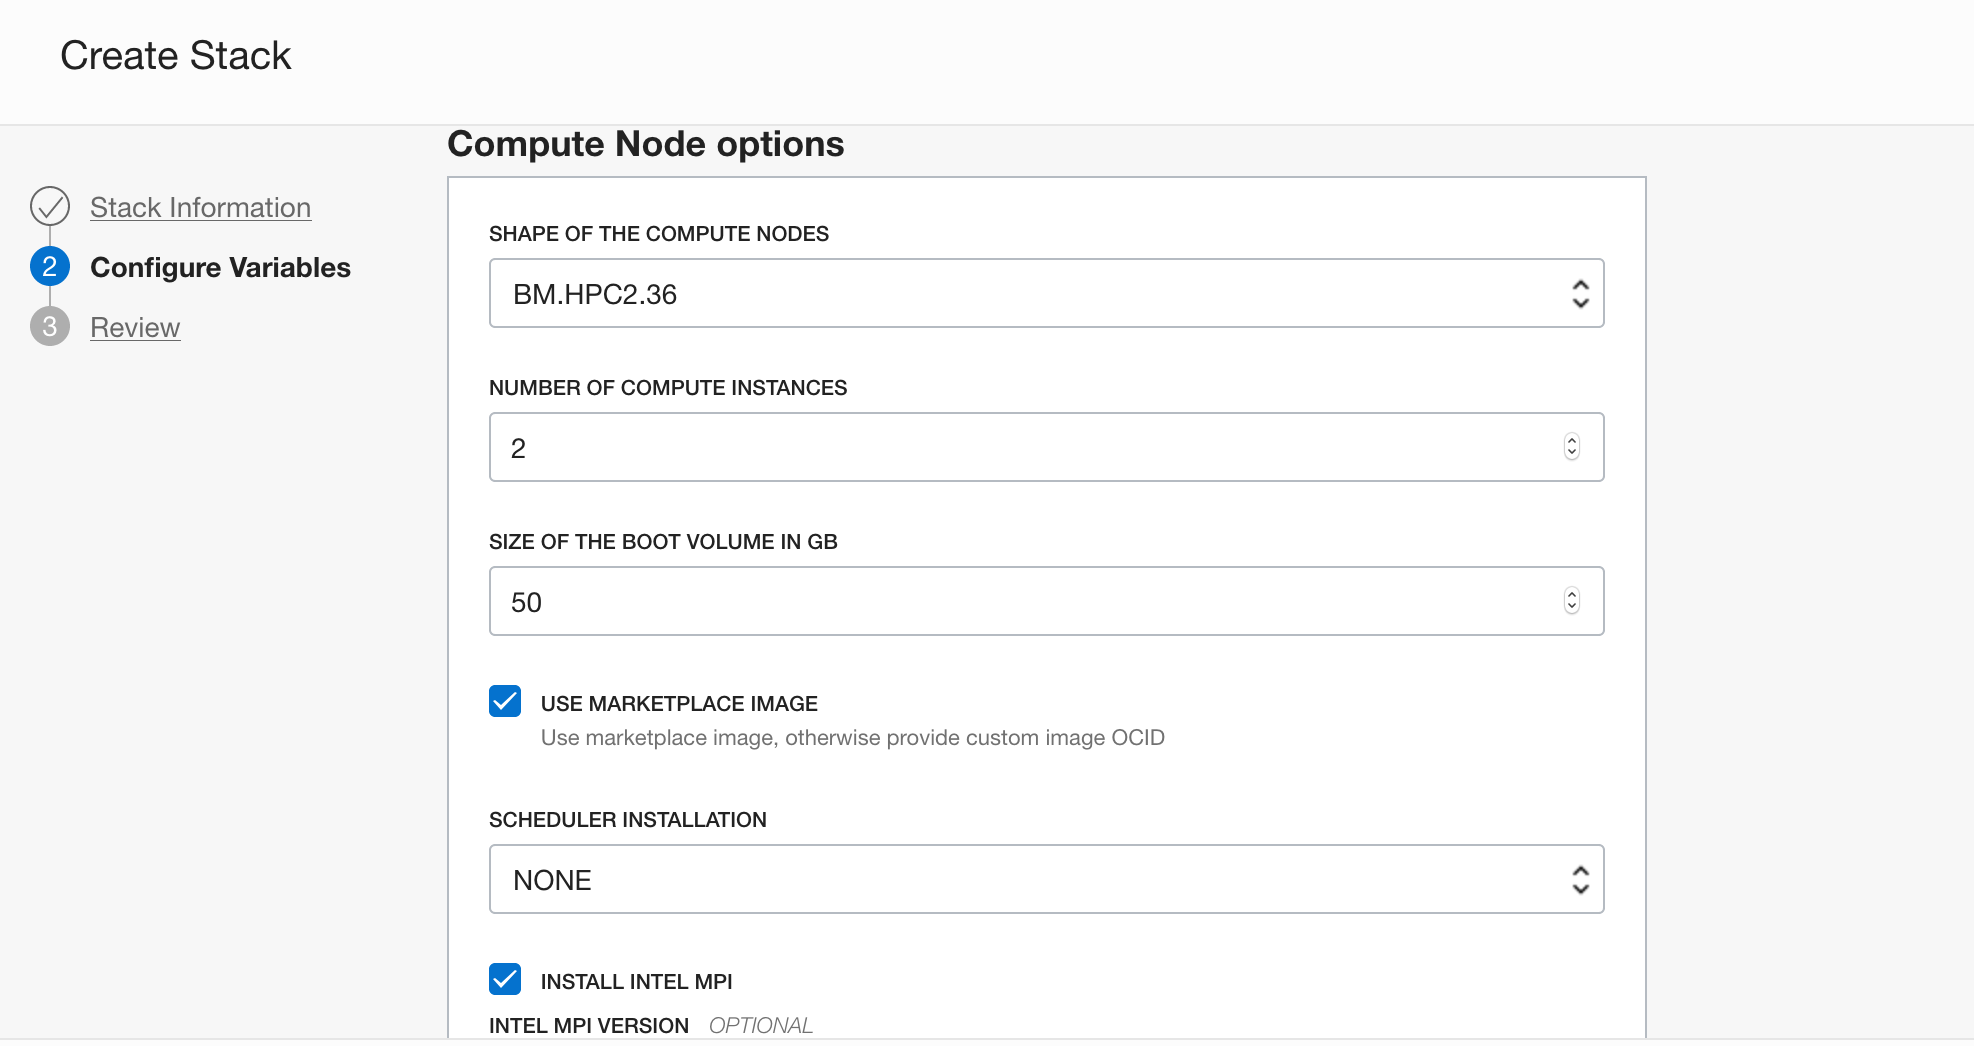 Create Stack
Stack Information
2 Configure Variables
3 Review
Compute Node options
SHAPE OF THE COMPUTE NODES
BM.HPC2.36
NUMBER OF COMPUTE INSTANCES
2
SIZE OF THE BOOT VOLUME IN GB
50
USE MARKETPLACE IMAGE
Use marketplace image, otherwise provide custom image OCID
SCHEDULER INSTALLATION
NONE
INSTALL INTEL MPI
INTEL MPI VERSION OPTIONAL